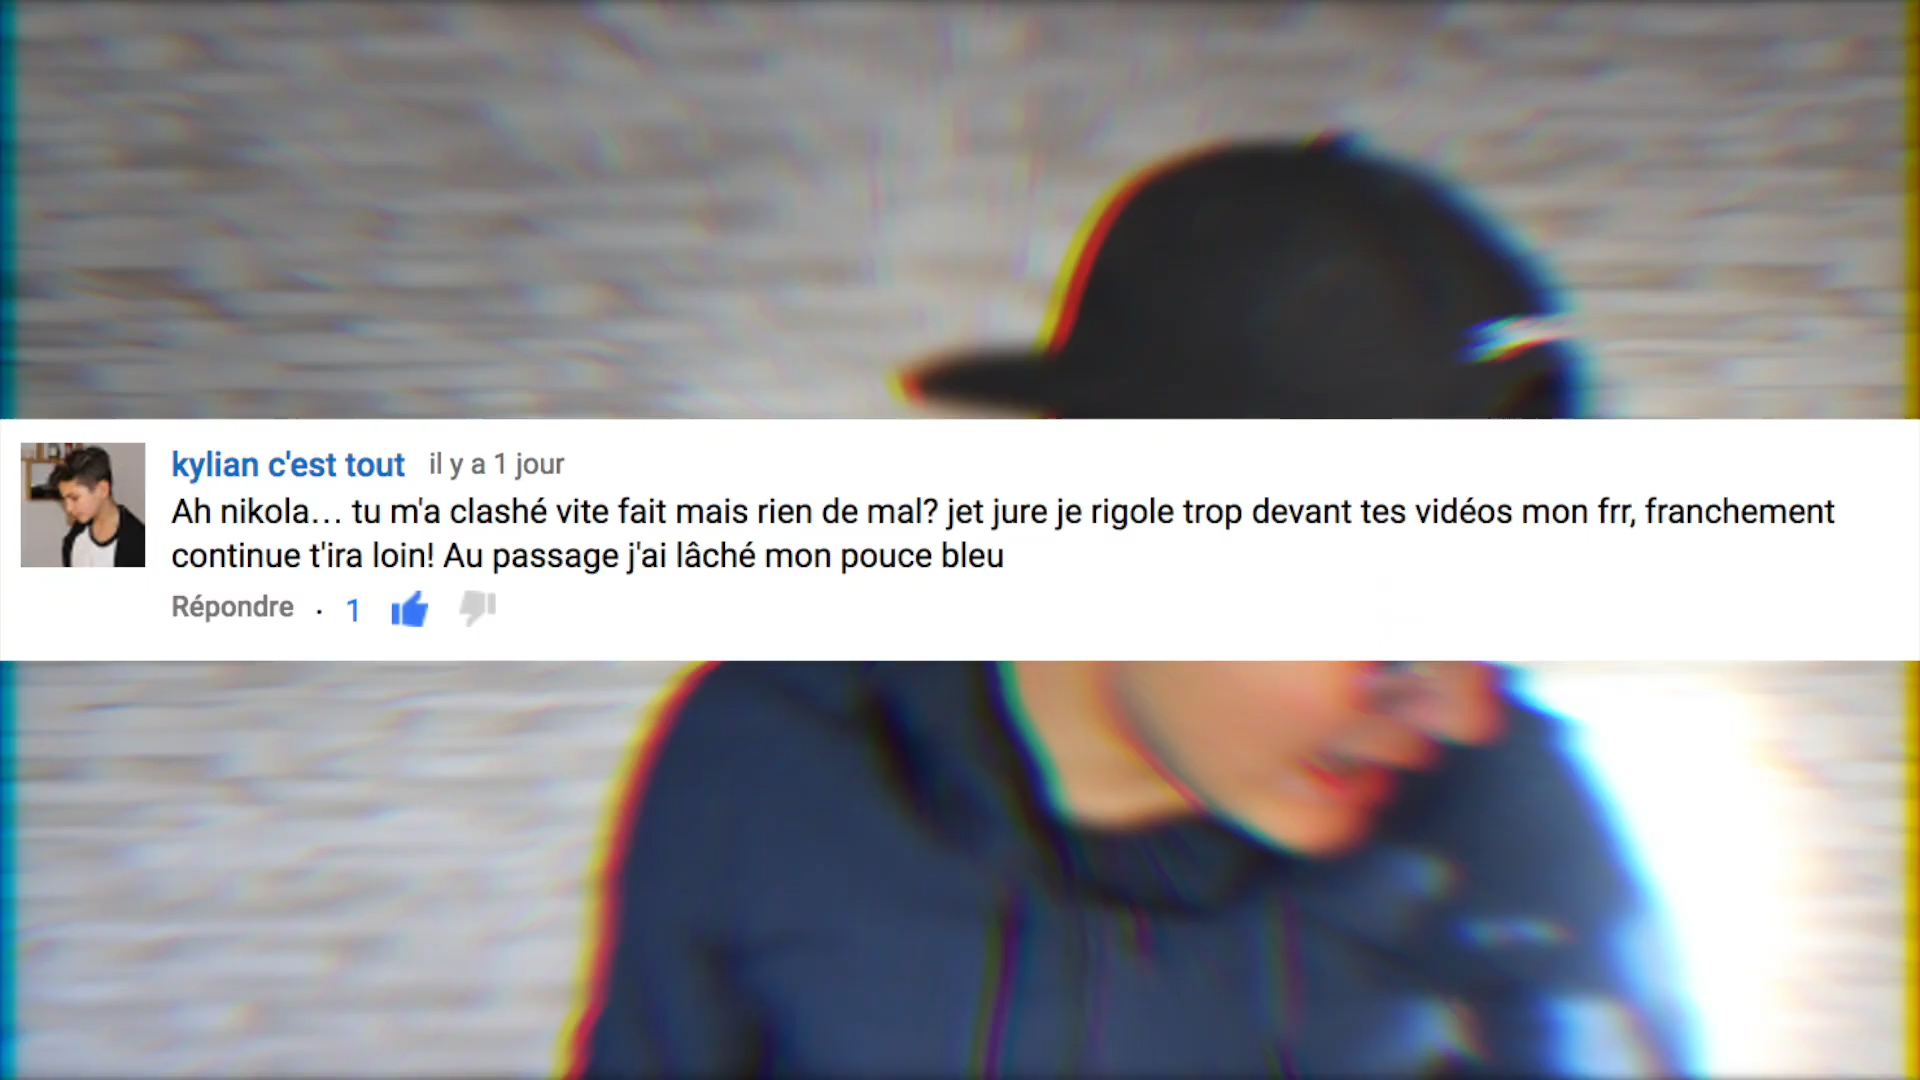 kylian c'est tout il y a 1 jour
Ah nikola... tu m'a clashé vite fait mais rien de mal? jet jure je rigole trop devant tes vidéos mon frr, franchement
continue t'ira loin! Au passage j'ai lâché mon pouce bleu
Répondre · 1